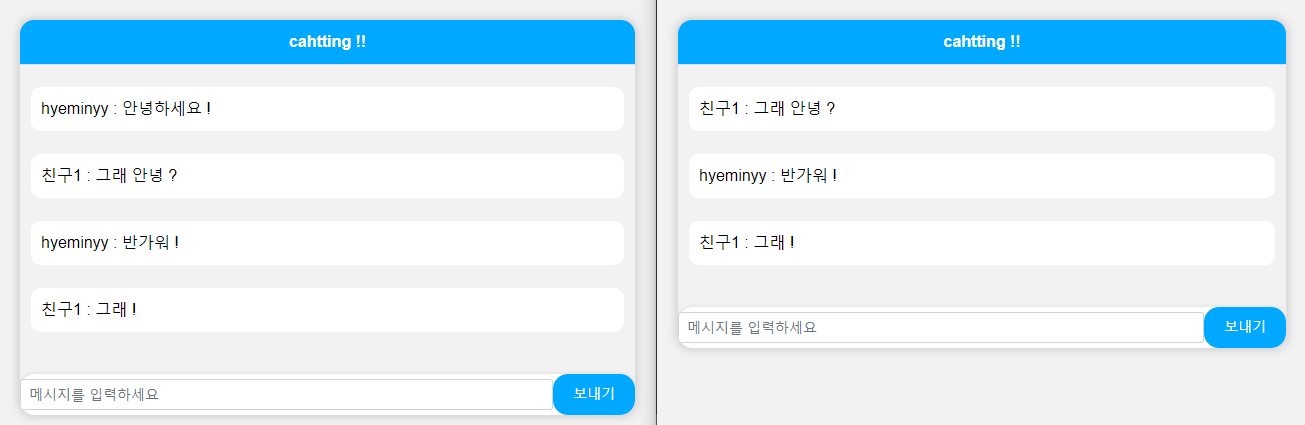 cahtting !!
hyeminyy : 안녕하세요 !
친구1 : 그래 안녕 ?
hyeminyy : 반가워 !
친구1 : 그래 !
메시지를 입력하세요
보내기
cahtting !!
친구1 : 그래 안녕 ?
hyeminyy : 반가워 !
친구1 : 그래 !
메시지를 입력하세요
보내기